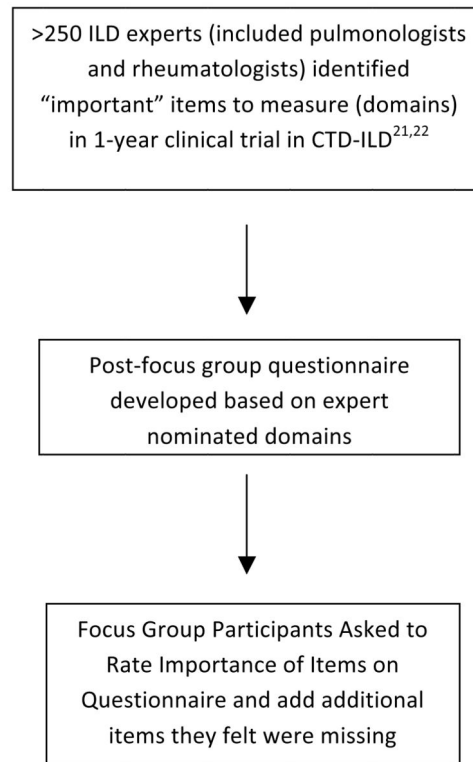 >250 ILD experts (included pulmonologists
and rheumatologists) identified
“important” items to measure (domains)
in 1-year clinical trial in CTD-ILD21,22
Post-focus group questionnaire
developed based on expert
nominated domains
Focus Group Participants Asked to
Rate Importance of Items on
Questionnaire and add additional
items they felt were missing